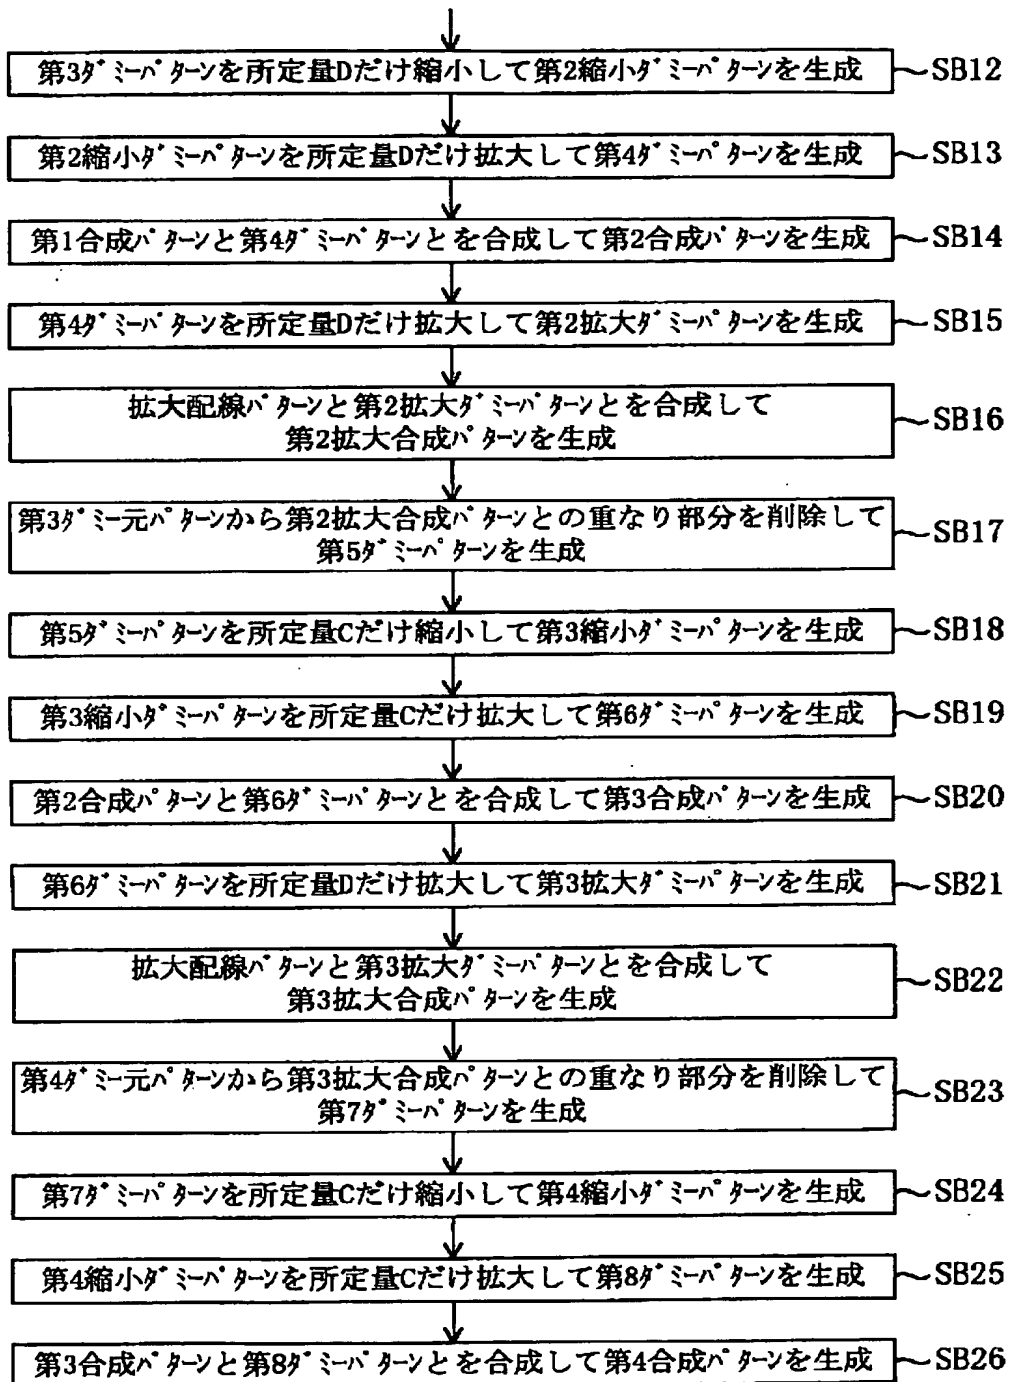 第3ﾀﾞﾐｰﾊﾟﾀｰﾝを所定量Dだけ縮小して第2縮小ﾀﾞﾐｰﾊﾟﾀｰﾝを生成 SB12
第2縮小ﾀﾞﾐｰﾊﾟﾀｰﾝを所定量Dだけ拡大して第4ﾀﾞﾐｰﾊﾟﾀｰﾝを生成 SB13
第1合成ﾊﾟﾀｰﾝと第4ﾀﾞﾐｰﾊﾟﾀｰﾝとを合成して第2合成ﾊﾟﾀｰﾝを生成 SB14
第4ﾀﾞﾐｰﾊﾟﾀｰﾝを所定量Dだけ拡大して第2拡大ﾀﾞﾐｰﾊﾟﾀｰﾝを生成 SB15
拡大配線ﾊﾟﾀｰﾝと第2拡大ﾀﾞﾐｰﾊﾟﾀｰﾝとを合成して
第2拡大合成ﾊﾟﾀｰﾝを生成 SB16
第3ﾀﾞﾐｰ元ﾊﾟﾀｰﾝから第2拡大合成ﾊﾟﾀｰﾝとの重なり部分を削除して
第5ﾀﾞﾐｰﾊﾟﾀｰﾝを生成 SB17
第5ﾀﾞﾐｰﾊﾟﾀｰﾝを所定量Cだけ縮小して第3縮小ﾀﾞﾐｰﾊﾟﾀｰﾝを生成 SB18
第3縮小ﾀﾞﾐｰﾊﾟﾀｰﾝを所定量Cだけ拡大して第6ﾀﾞﾐｰﾊﾟﾀｰﾝを生成 SB19
第2合成ﾊﾟﾀｰﾝと第6ﾀﾞﾐｰﾊﾟﾀｰﾝとを合成して第3合成ﾊﾟﾀｰﾝを生成 SB20
第6ﾀﾞﾐｰﾊﾟﾀｰﾝを所定量Dだけ拡大して第3拡大ﾀﾞﾐｰﾊﾟﾀｰﾝを生成 SB21
拡大配線ﾊﾟﾀｰﾝと第3拡大ﾀﾞﾐｰﾊﾟﾀｰﾝとを合成して
第3拡大合成ﾊﾟﾀｰﾝを生成 SB22
第4ﾀﾞﾐｰ元ﾊﾟﾀｰﾝから第3拡大合成ﾊﾟﾀｰﾝとの重なり部分を削除して
第7ﾀﾞﾐｰﾊﾟﾀｰﾝを生成 SB23
第7ﾀﾞﾐｰﾊﾟﾀｰﾝを所定量Cだけ縮小して第4縮小ﾀﾞﾐｰﾊﾟﾀｰﾝを生成 SB24
第4縮小ﾀﾞﾐｰﾊﾟﾀｰﾝを所定量Cだけ拡大して第8ﾀﾞﾐｰﾊﾟﾀｰﾝを生成 SB25
第3合成ﾊﾟﾀｰﾝと第8ﾀﾞﾐｰﾊﾟﾀｰﾝとを合成して第4合成ﾊﾟﾀｰﾝを生成 SB26